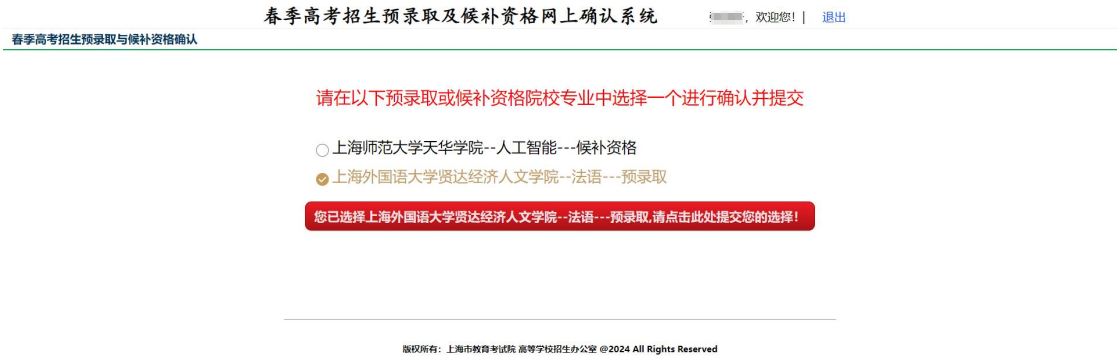 春季高考招生预录取及候补资格网上确认系统
，欢迎您！| 退出
春季高考招生预录取与候补资格确认
请在以下预录取或候补资格院校专业中选择一个进行确认并提交
上海师范大学天华学院--人工智能---候补资格
上海外国语大学贤达经济人文学院--法语---预录取
您已选择上海外国语大学贤达经济人文学院--法语---预录取,请点击此处提交您的选择！
版权所有：上海市教育考试院 高等学校招生办公室 @2024 All Rights Reserved